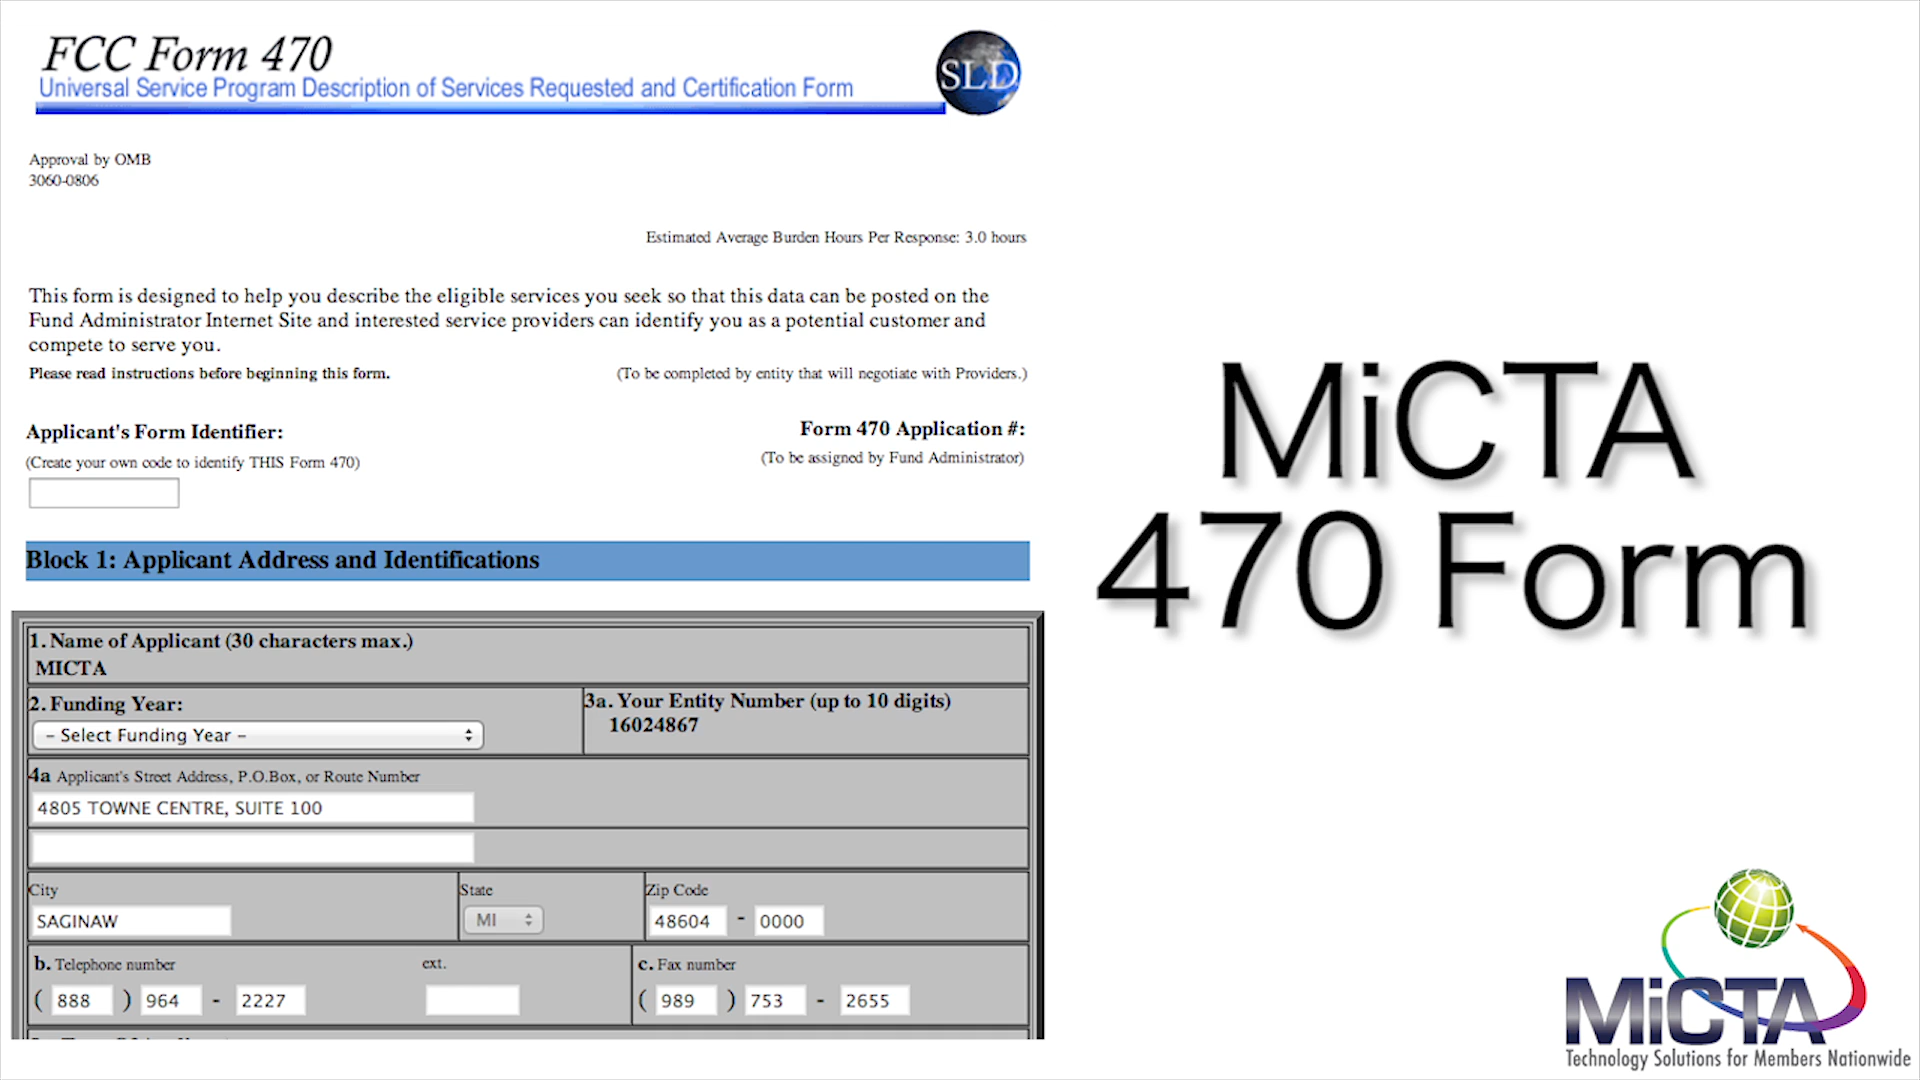 FCC Form 470
Universal Service Program Description of Services Requested and Certification Form
SLD
Approval by OMB
3060-0806
Estimated Average Burden Hours Per Response: 3.0 hours
This form is designed to help you describe the eligible services you seek so that this data can be posted on the
Fund Administrator Internet Site and interested service providers can identify you as a potential customer and
compete to serve you.
Please read instructions before beginning this form. (To be completed by entity that will negotiate with Providers.)
Applicant's Form Identifier: Form 470 Application #:
(Create your own code to identify THIS Form 470) (To be assigned by Fund Administrator)
Block 1: Applicant Address and Identifications
1. Name of Applicant (30 characters max.)
MICTA
2. Funding Year:
– Select Funding Year –
3a. Your Entity Number (up to 10 digits)
16024867
4a Applicant's Street Address, P.O.Box, or Route Number
4805 TOWNE CENTRE, SUITE 100
City State Zip Code
SAGINAW MI 48604 - 0000
b. Telephone number ext. c. Fax number
( 888 ) 964 - 2227 ( 989 ) 753 - 2655
MiCTA
470 Form
MiCTA
Technology Solutions for Members Nationwide